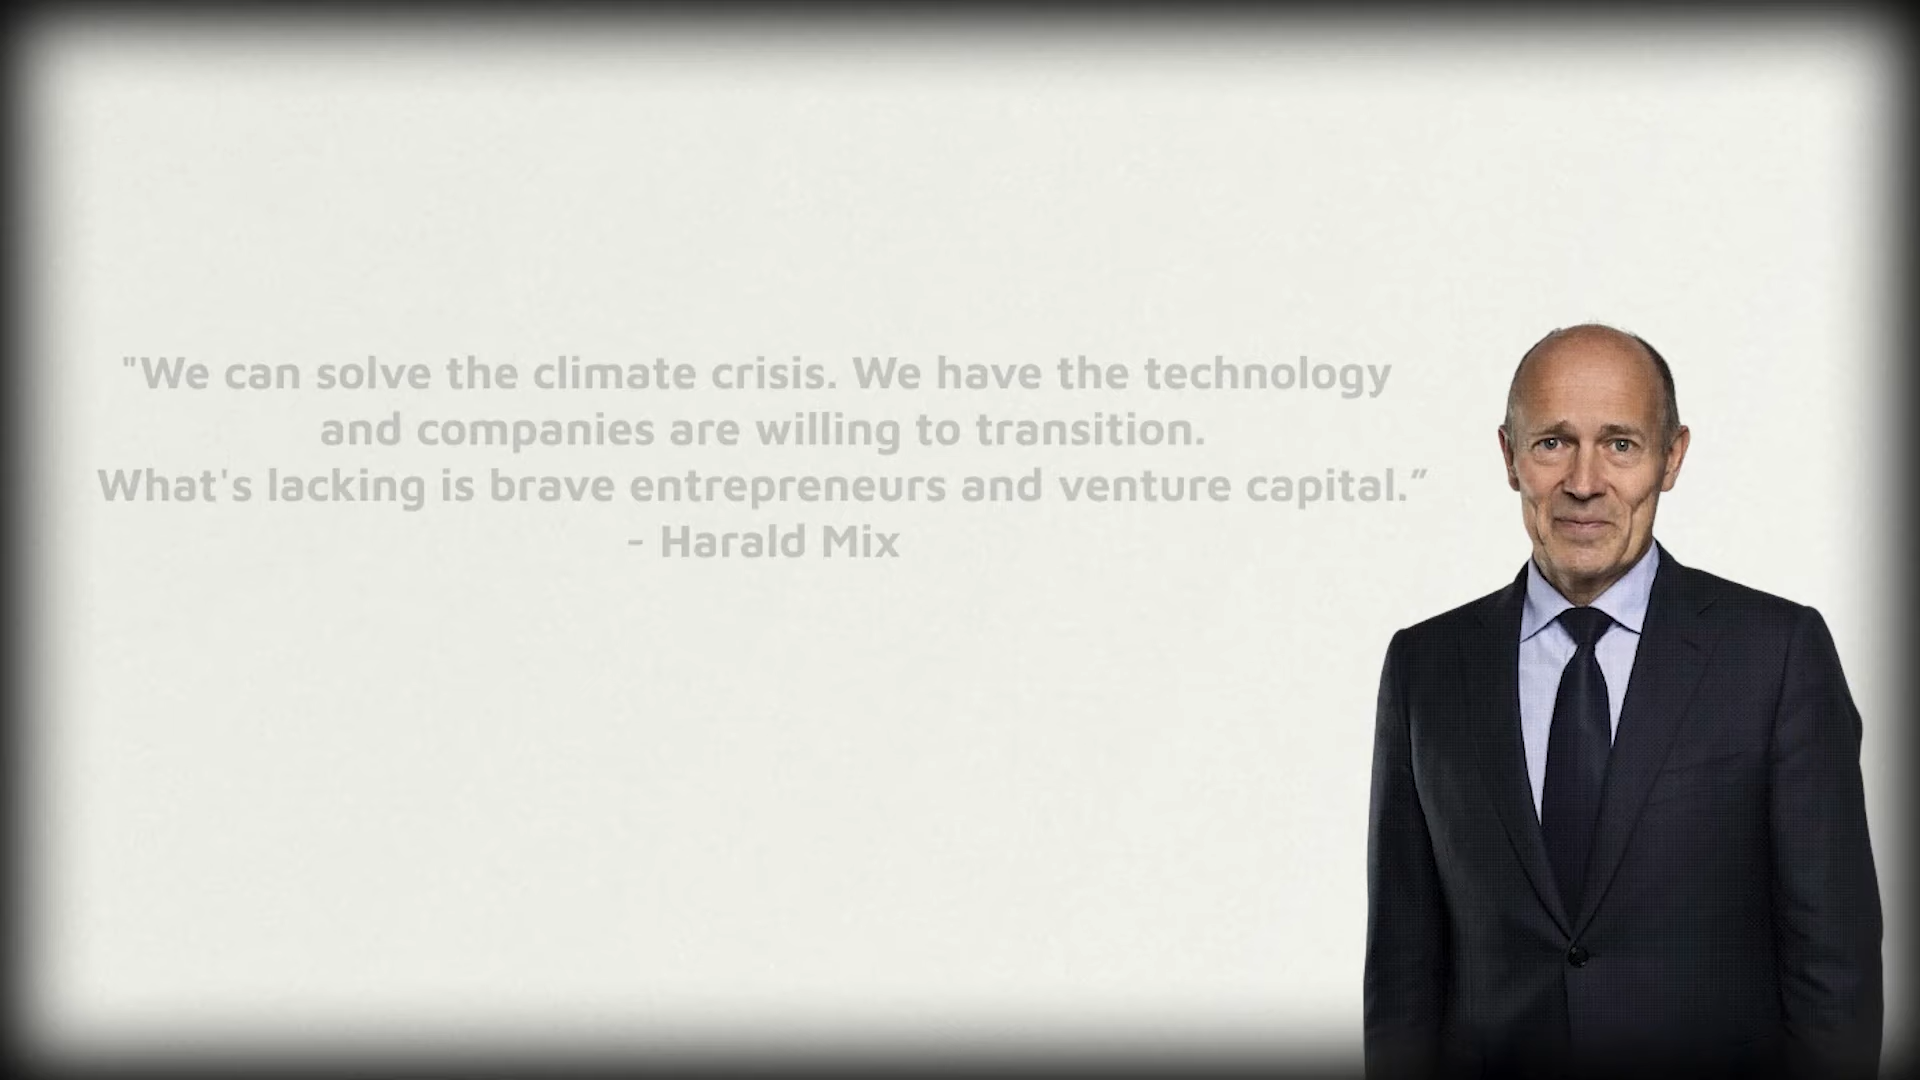 "We can solve the climate crisis. We have the technology
and companies are willing to transition.
What's lacking is brave entrepreneurs and venture capital.”
- Harald Mix